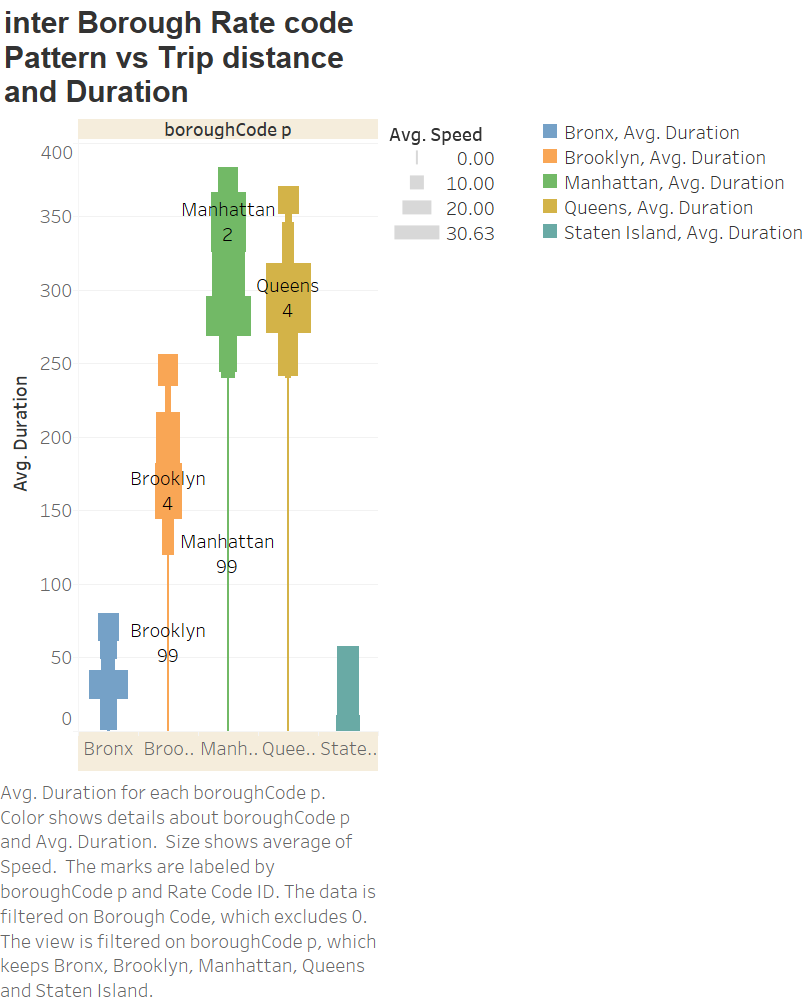 inter Borough Rate code
Pattern vs Trip distance
and Duration
boroughCode p
Avg. Speed
0.00
10.00
20.00
30.63
Bronx, Avg. Duration
Brooklyn, Avg. Duration
Manhattan, Avg. Duration
Queens, Avg. Duration
Staten Island, Avg. Duration
Avg. Duration
400
350
300
250
200
150
100
50
0
Manhattan
2
Queens
4
Brooklyn
4
Manhattan
99
Brooklyn
99
Bronx Broo.. Manh.. Quee.. State..
Avg. Duration for each boroughCode p.
Color shows details about boroughCode p
and Avg. Duration. Size shows average of
Speed. The marks are labeled by
boroughCode p and Rate Code ID. The data is
filtered on Borough Code, which excludes 0.
The view is filtered on boroughCode p, which
keeps Bronx, Brooklyn, Manhattan, Queens
and Staten Island.